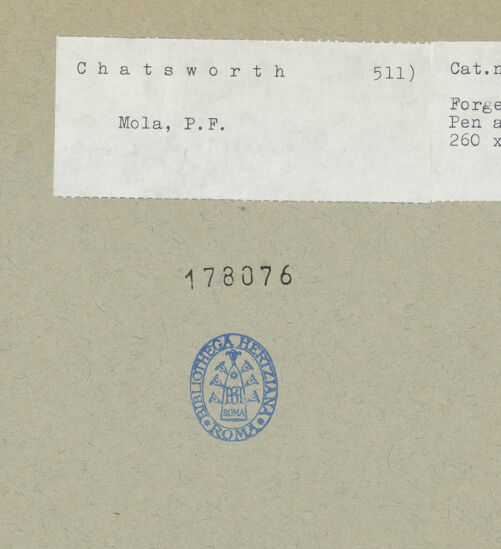 Chatsworth 511)
Mola, P.F.
Cat.n
Forge
Pen a
260 x
178076
BIBLIOTHECA HERTZIANA
ROMA
ROMA